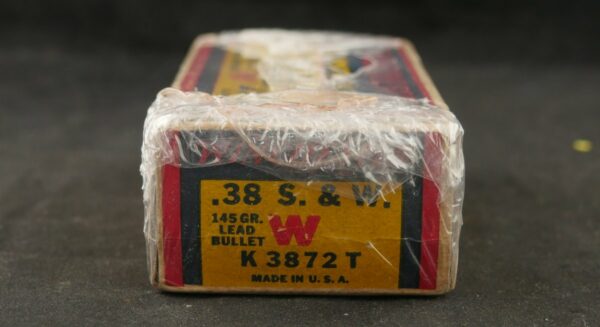 .38 S. & W.
145 GR.
LEAD
BULLET
W
K 3872 T
MADE IN U. S. A.